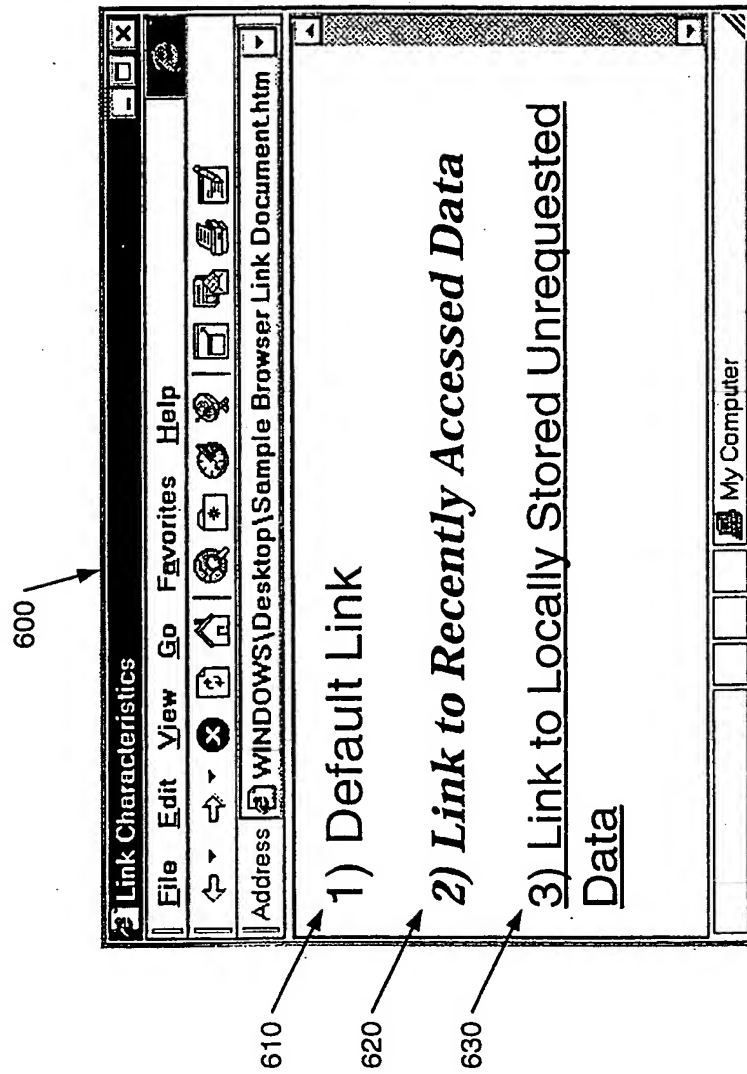 600
Link Characteristics
File Edit View Go Favorites Help
Address WINDOWS\Desktop\Sample Browser Link Document.htm
610
1) Default Link
620
2) Link to Recently Accessed Data
630
3) Link to Locally Stored Unrequested
Data
My Computer